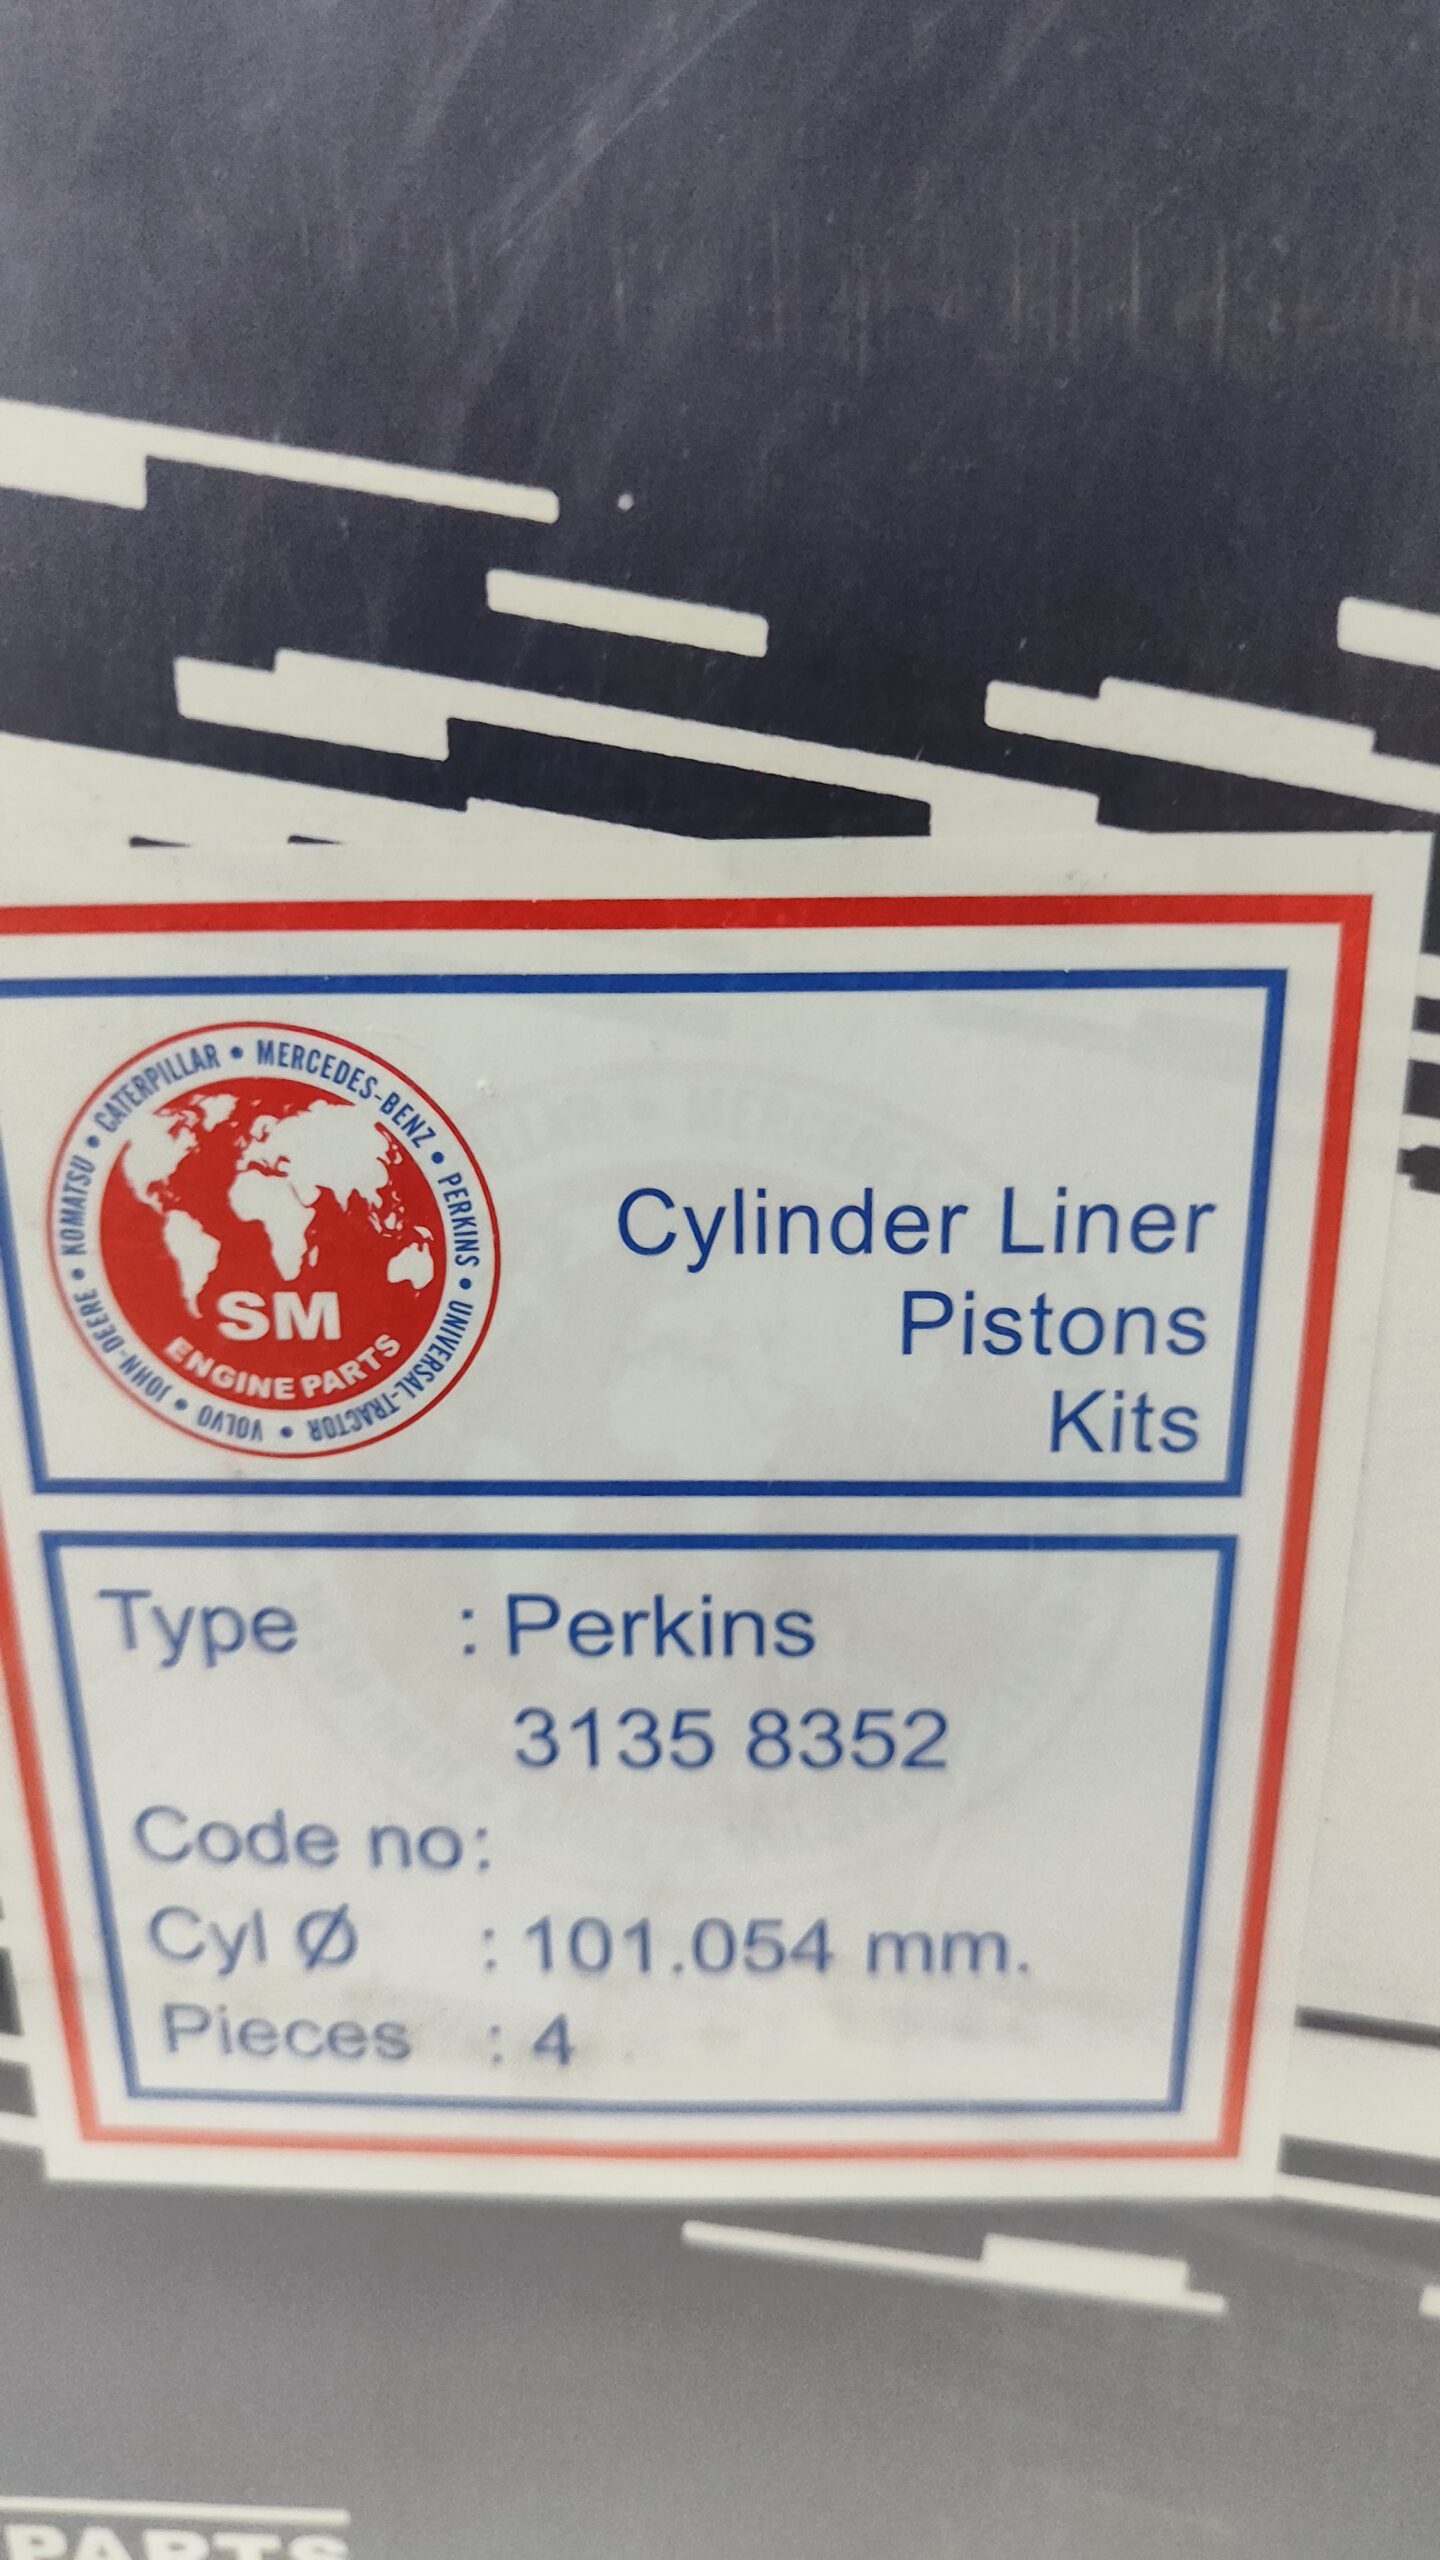 CATERPILLAR • MERCEDES-BENZ • PERKINS • UNIVERSAL-TRACTOR • VOLVO • JOHN-DEERE • KOMATSU •
SM
ENGINE PARTS
Cylinder Liner
Pistons
Kits
Type : Perkins
3135 8352
Code no:
Cyl Ø : 101.054 mm.
Pieces : 4
PARTS